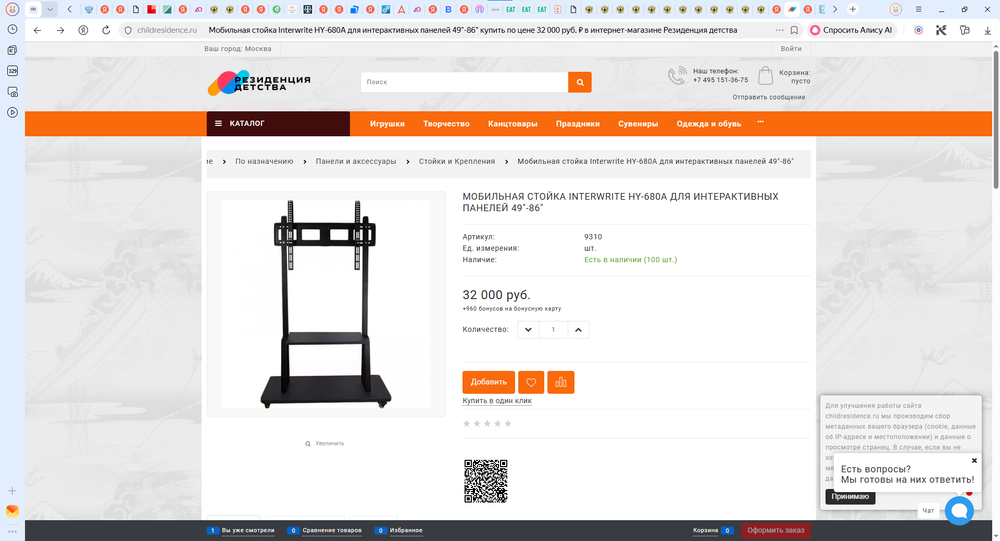 childresidence.ru Мобильная стойка Interwrite HY-680A для интерактивных панелей 49"-86" купить по цене 32 000 руб. ₽ в интернет-магазине Резиденция детства
Спросить Алису AI
329
Ваш город: Москва
Войти
РЕЗИДЕНЦИЯ
ДЕТСТВА
Поиск
Наш телефон:
+7 495 151-36-75
Корзина:
пусто
Отправить сообщение
КАТАЛОГ
Игрушки Творчество Канцтовары Праздники Сувениры Одежда и обувь ...
ие > По назначению > Панели и аксессуары > Стойки и Крепления > Мобильная стойка Interwrite HY-680A для интерактивных панелей 49"-86"
МОБИЛЬНАЯ СТОЙКА INTERWRITE HY-680A ДЛЯ ИНТЕРАКТИВНЫХ
ПАНЕЛЕЙ 49"-86"
Артикул: 9310
Ед. измерения: шт.
Наличие: Есть в наличии (100 шт.)
32 000 руб.
+960 бонусов на бонусную карту
Количество: 1
Добавить
Купить в один клик
Увеличить
Для улучшения работы сайта
childresidence.ru мы производим сбор
метаданных вашего браузера (cookie, данные
об IP-адресе и местоположении) и данные о
просмотре страниц. В случае, если вы не
Есть вопросы?
Мы готовы на них ответить!
Принимаю
Чат
1 Вы уже смотрели 0 Сравнение товаров 0 Избранное
Корзина 0 Оформить заказ